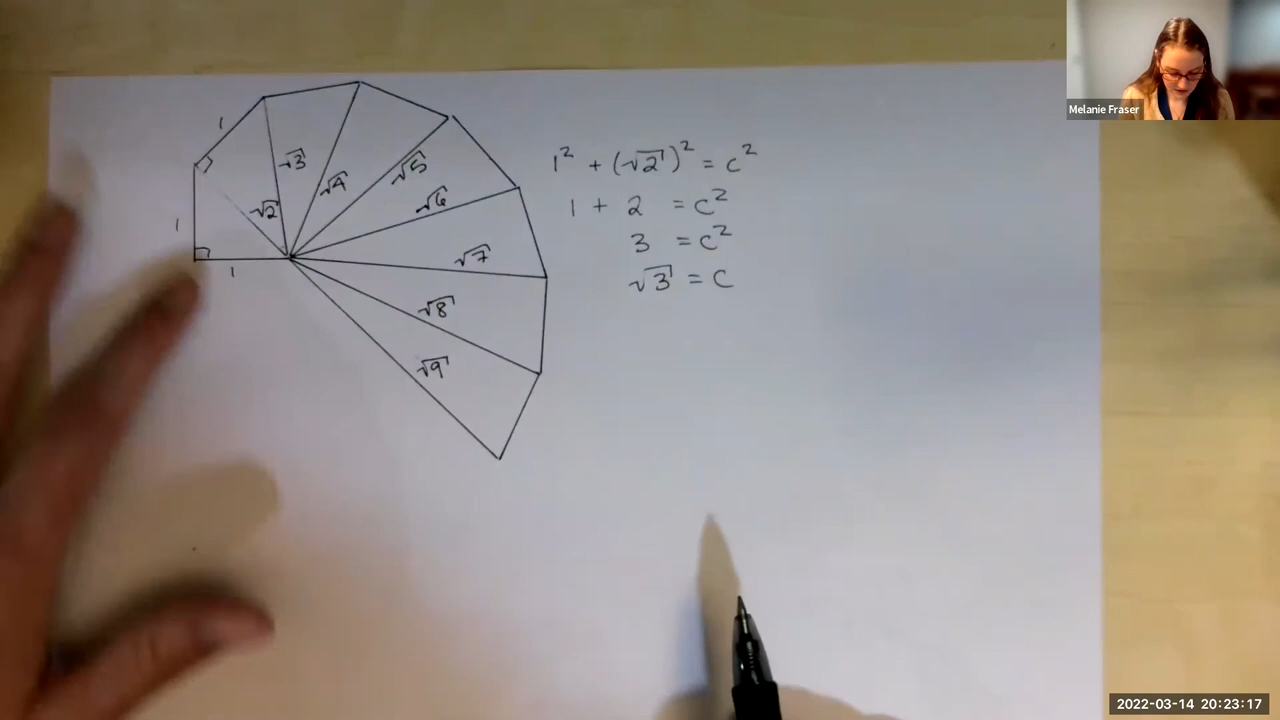 1
1
1
√2
√3
√4
√5
√6
√7
√8
√9
1² + (√2)² = c²
1 + 2 = c²
3 = c²
√3 = c
Melanie Fraser
2022-03-14 20:23:17